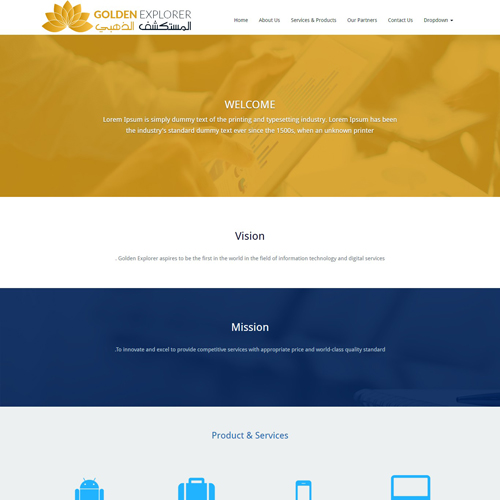 GOLDEN EXPLORER
المستكشف الذهبي
Home About Us Services & Products Our Partners Contact Us Dropdown
WELCOME
Lorem Ipsum is simply dummy text of the printing and typesetting industry. Lorem Ipsum has been
the industry's standard dummy text ever since the 1500s, when an unknown printer
Vision
. Golden Explorer aspires to be the first in the world in the field of information technology and digital services
Mission
.To innovate and excel to provide competitive services with appropriate price and world-class quality standard
Product & Services